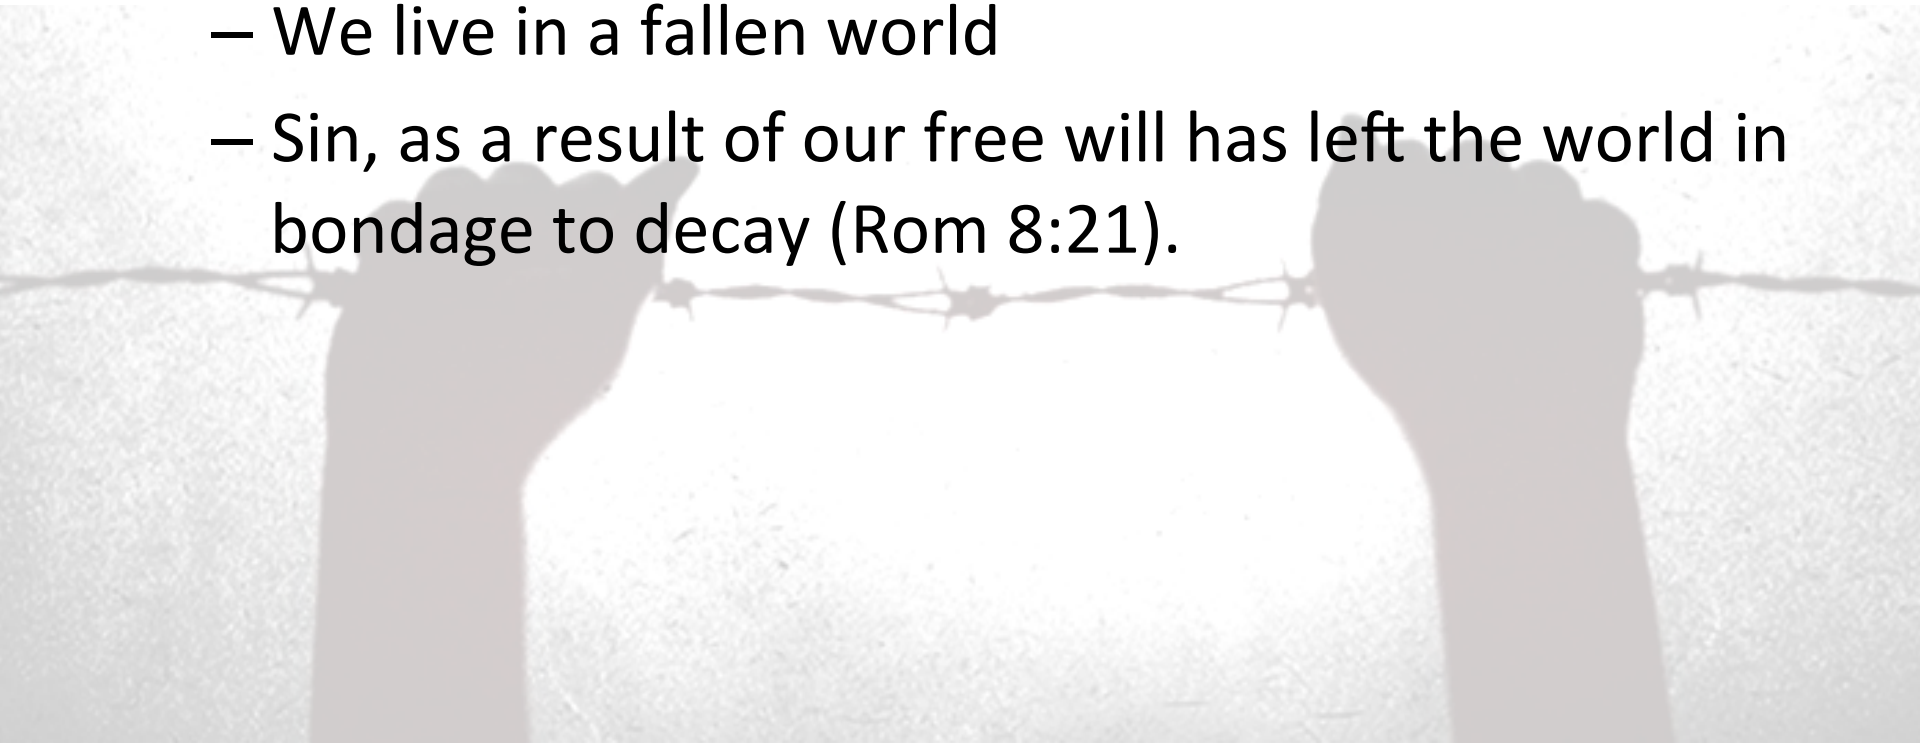 – We live in a fallen world
– Sin, as a result of our free will has left the world in
bondage to decay (Rom 8:21).